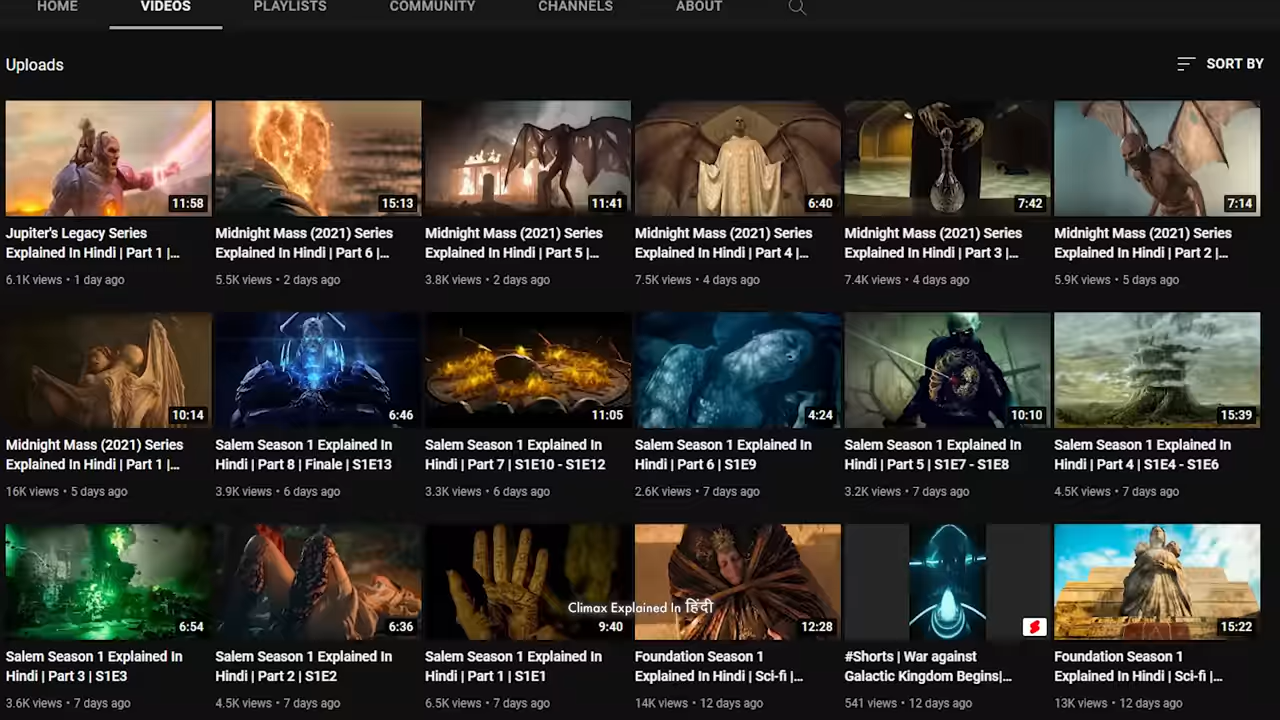 HOME VIDEOS PLAYLISTS COMMUNITY CHANNELS ABOUT
Uploads
SORT BY
11:58
15:13
11:41
6:40
7:42
7:14
Jupiter's Legacy Series
Explained In Hindi | Part 1 |...
6.1K views • 1 day ago
Midnight Mass (2021) Series
Explained In Hindi | Part 6 |...
5.5K views • 2 days ago
Midnight Mass (2021) Series
Explained In Hindi | Part 5 |...
3.8K views • 2 days ago
Midnight Mass (2021) Series
Explained In Hindi | Part 4 |...
7.5K views • 4 days ago
Midnight Mass (2021) Series
Explained In Hindi | Part 3 |...
7.4K views • 4 days ago
Midnight Mass (2021) Series
Explained In Hindi | Part 2 |...
5.9K views • 5 days ago
10:14
6:46
11:05
4:24
10:10
15:39
Midnight Mass (2021) Series
Explained In Hindi | Part 1 |...
16K views • 5 days ago
Salem Season 1 Explained In
Hindi | Part 8 | Finale | S1E13
3.9K views • 6 days ago
Salem Season 1 Explained In
Hindi | Part 7 | S1E10 - S1E12
3.3K views • 6 days ago
Salem Season 1 Explained In
Hindi | Part 6 | S1E9
2.6K views • 7 days ago
Salem Season 1 Explained In
Hindi | Part 5 | S1E7 - S1E8
3.2K views • 7 days ago
Salem Season 1 Explained In
Hindi | Part 4 | S1E4 - S1E6
4.5K views • 7 days ago
Climax Explained In हिंदी
6:54
6:36
9:40
12:28
15:22
Salem Season 1 Explained In
Hindi | Part 3 | S1E3
3.6K views • 7 days ago
Salem Season 1 Explained In
Hindi | Part 2 | S1E2
4.5K views • 7 days ago
Salem Season 1 Explained In
Hindi | Part 1 | S1E1
6.5K views • 7 days ago
Foundation Season 1
Explained In Hindi | Sci-fi |...
14K views • 12 days ago
#Shorts | War against
Galactic Kingdom Begins|...
541 views • 12 days ago
Foundation Season 1
Explained In Hindi | Sci-fi |...
13K views • 12 days ago